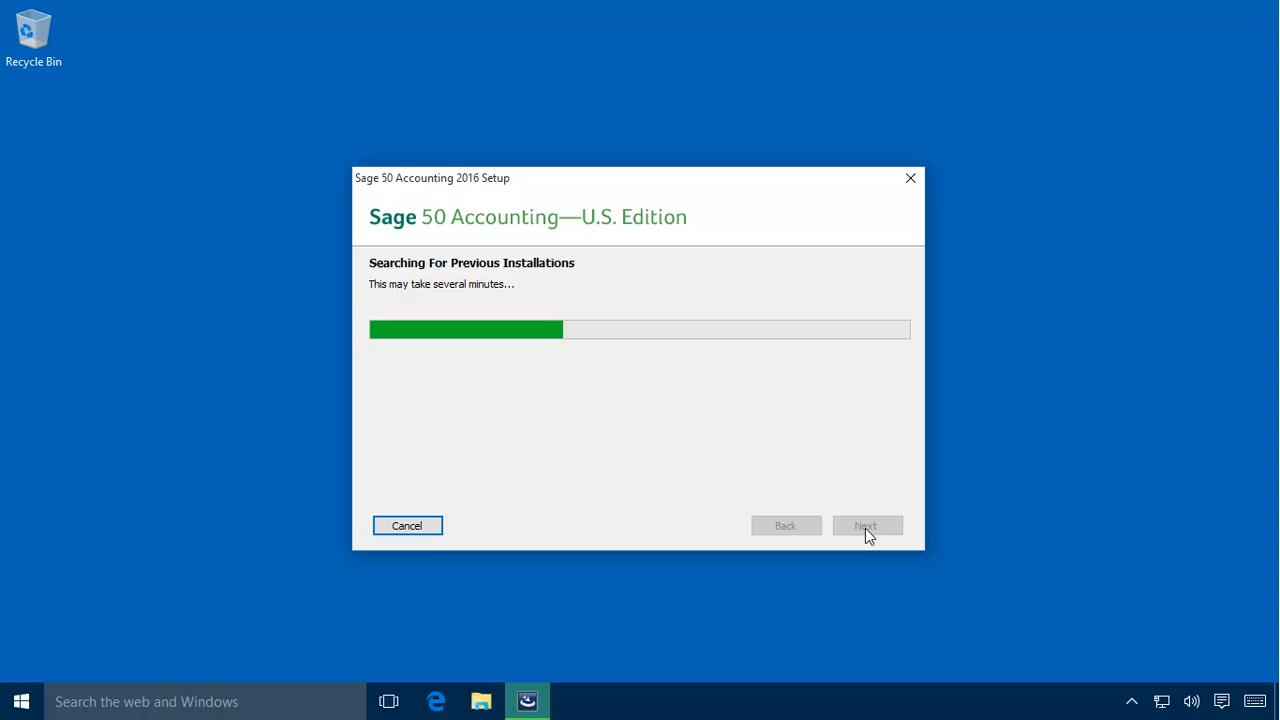 Recycle Bin
Sage 50 Accounting 2016 Setup
Sage 50 Accounting—U.S. Edition
Searching For Previous Installations
This may take several minutes...
Cancel
Back
Next
Search the web and Windows